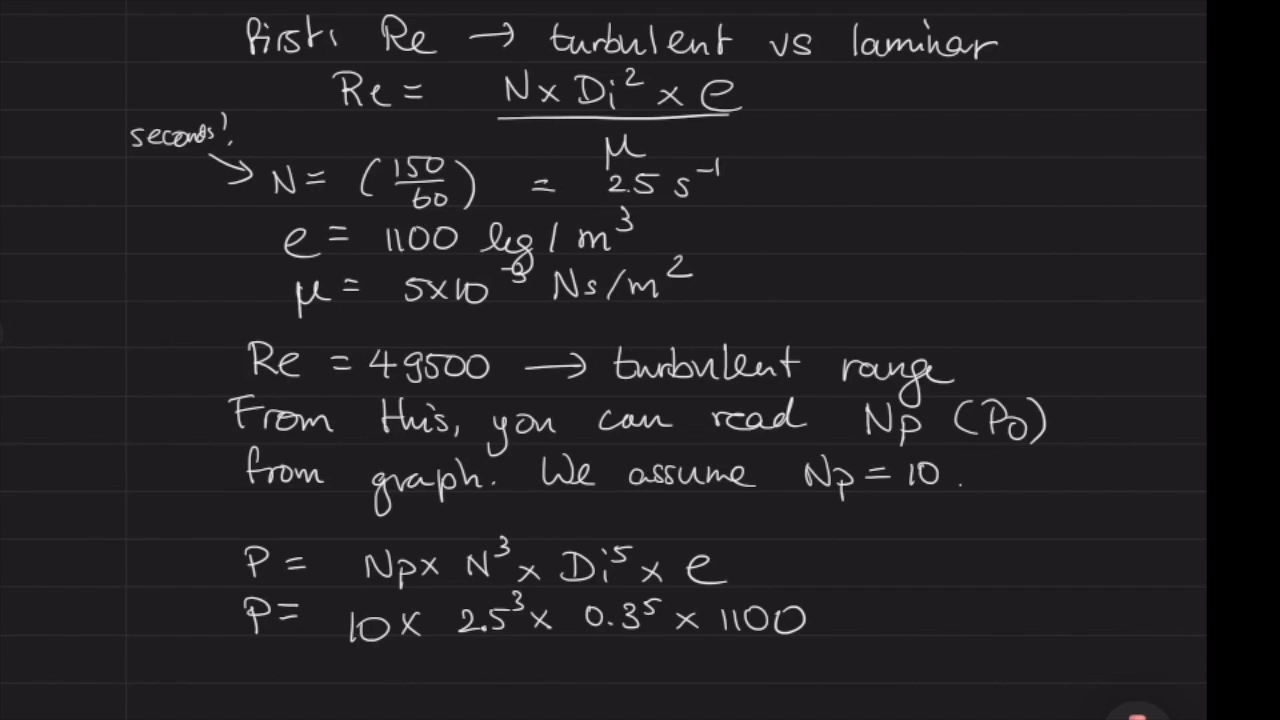 first: Re → turbulent vs laminar
Re = N x Di² x ρ / μ
seconds!
N = (150/60) = 2.5 s⁻¹
ρ = 1100 kg / m³
μ = 5x10⁻³ Ns/m²
Re = 49500 → turbulent range
From this, you can read Np (Po)
from graph. We assume Np = 10.
P = Np x N³ x Di⁵ x ρ
P = 10 x 2.5³ x 0.3⁵ x 1100